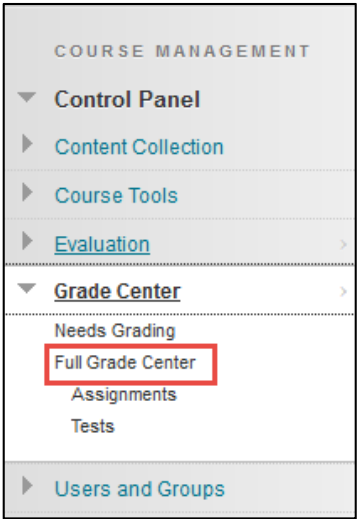 COURSE MANAGEMENT
Control Panel
Content Collection
Course Tools
Evaluation
Grade Center
Needs Grading
Full Grade Center
Assignments
Tests
Users and Groups